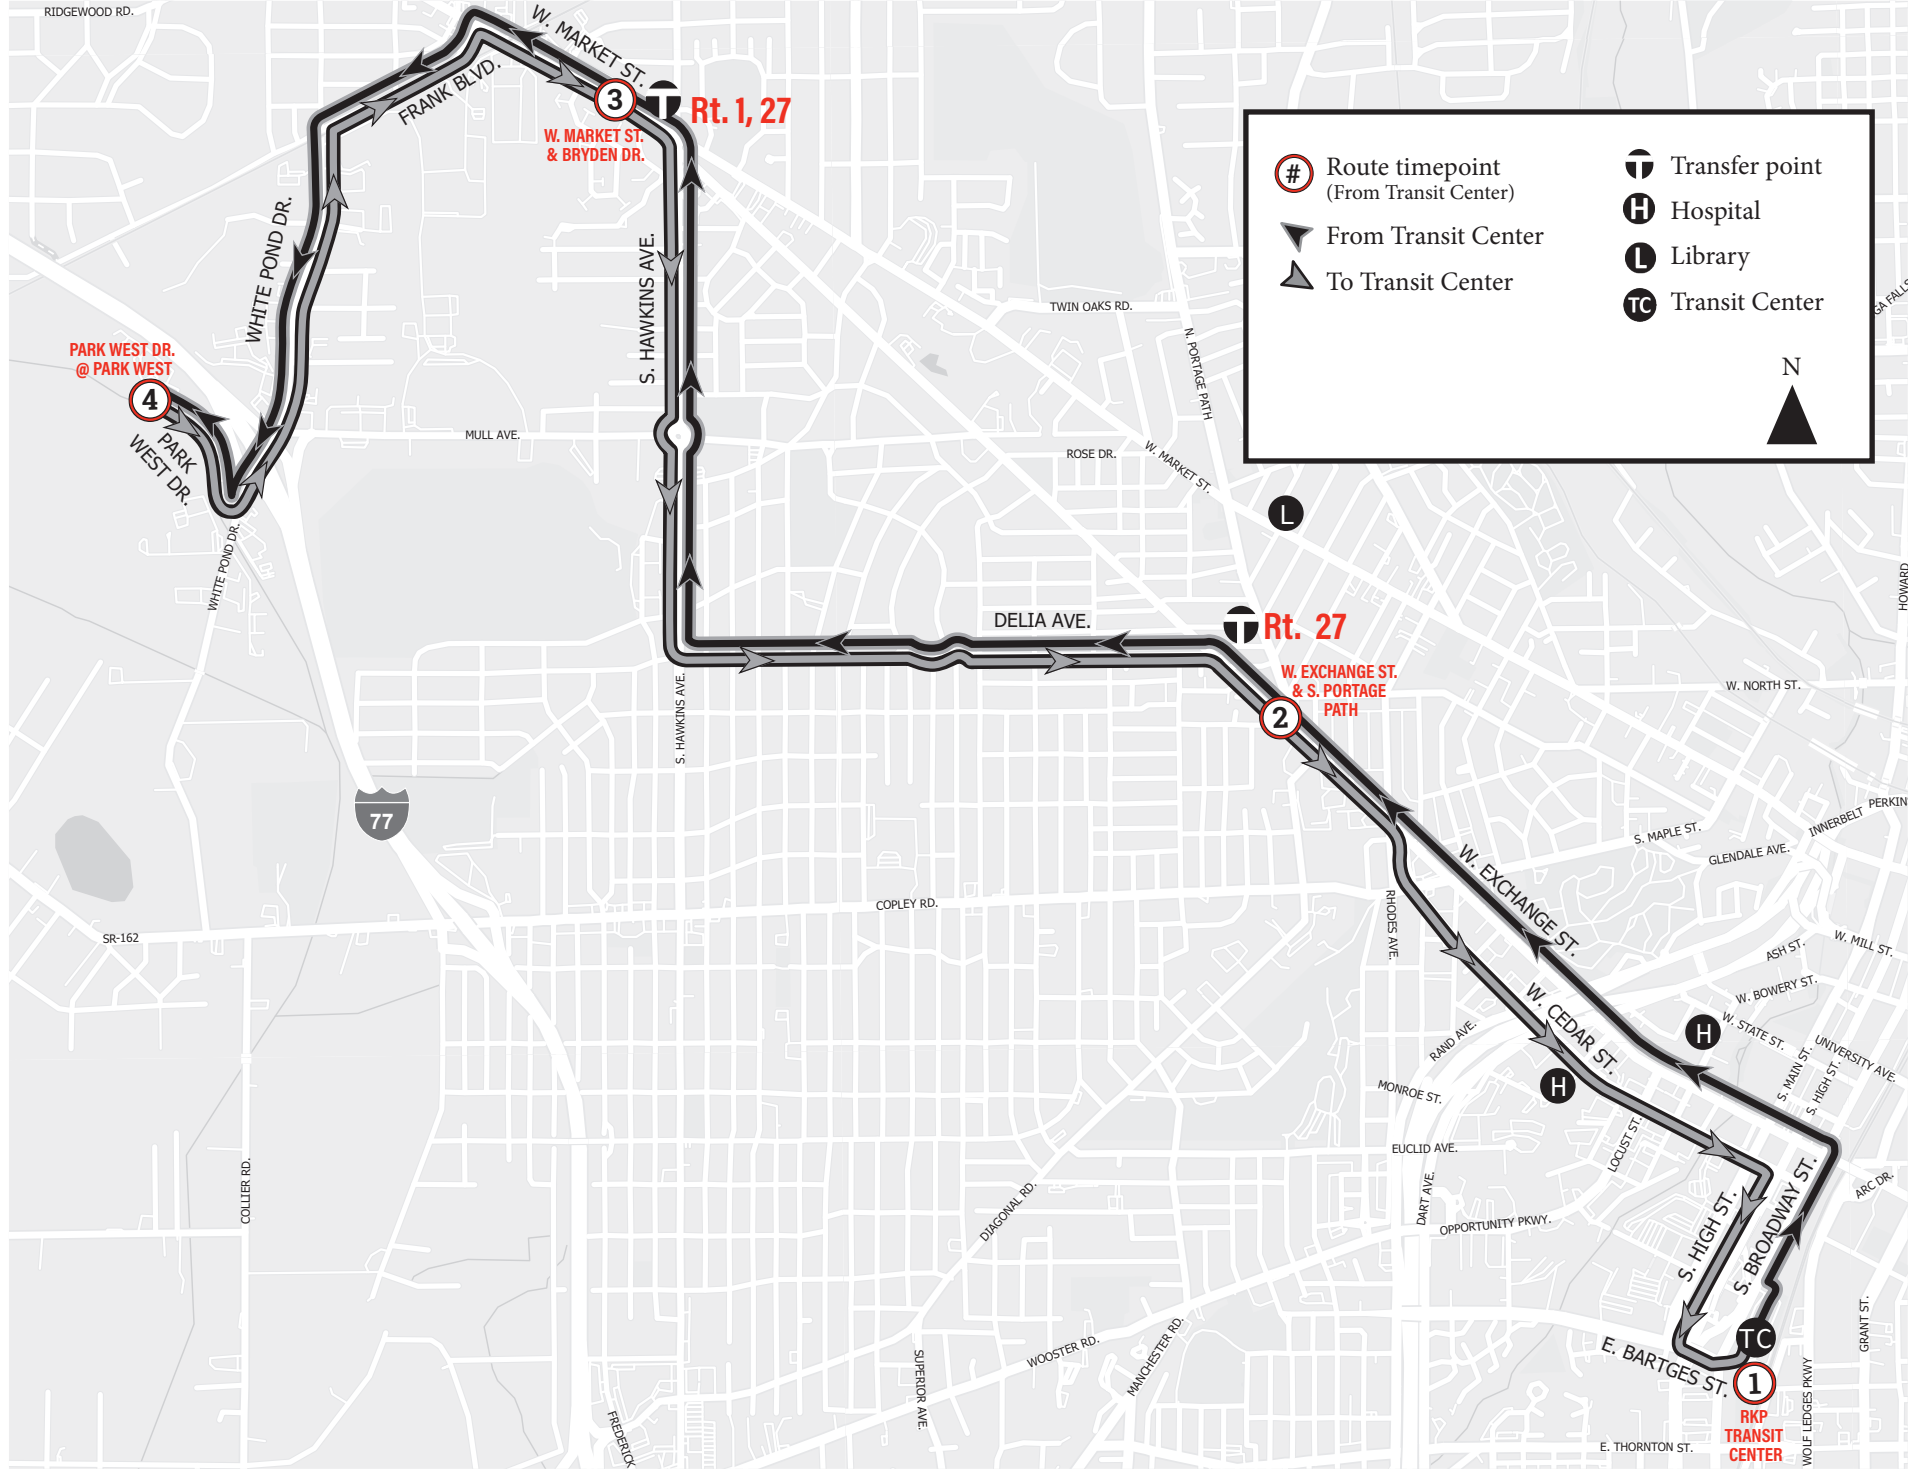 RIDGEWOOD RD.
W. MARKET ST.
FRANK BLVD.
3
T
Rt. 1, 27
W. MARKET ST.
& BRYDEN DR.
#
Route timepoint
(From Transit Center)
From Transit Center
To Transit Center
T
Transfer point
H
Hospital
L
Library
TC
Transit Center
N
WHITE POND DR.
S. HAWKINS AVE.
TWIN OAKS RD.
N. PORTAGE PATH
GA FALLS
PARK WEST DR.
@ PARK WEST
4
PARK
WEST DR.
MULL AVE.
ROSE DR.
W. MARKET ST.
L
WHITE POND DR.
HOWARD
DELIA AVE.
T
Rt. 27
W. EXCHANGE ST.
& S. PORTAGE
PATH
2
S. HAWKINS AVE.
W. NORTH ST.
77
PERKIN
INNERBELT
S. MAPLE ST.
GLENDALE AVE.
W. EXCHANGE ST.
COPLEY RD.
RHODES AVE.
SR-162
ASH ST.
W. MILL ST.
W. BOWERY ST.
W. CEDAR ST.
H
W. STATE ST.
UNIVERSITY AVE.
RAND AVE.
S. MAIN ST.
S. HIGH ST.
H
MONROE ST.
LOCUST ST.
EUCLID AVE.
COLLIER RD.
DIAGONAL RD.
DART AVE.
OPPORTUNITY PKWY.
ARC DR.
S. HIGH ST.
S. BROADWAY ST.
TC
E. BARTGES ST.
1
RKP
TRANSIT
CENTER
GRANT ST.
WOLF LEDGES PKWY
WOOSTER RD.
MANCHESTER RD.
SUPERIOR AVE.
FREDERICK
E. THORNTON ST.